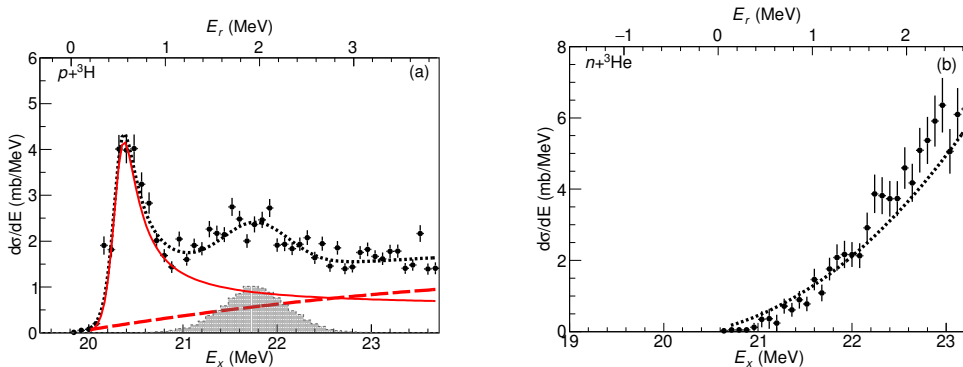 E_r (MeV)
0 1 2 3
p+³H
(a)
6
5
4
3
2
1
0
dσ/dE (mb/MeV)
20 21 22 23
E_x (MeV)
E_r (MeV)
−1 0 1 2
n+³He
(b)
10
8
6
4
2
0
dσ/dE (mb/MeV)
19 20 21 22 23
E_x (MeV)